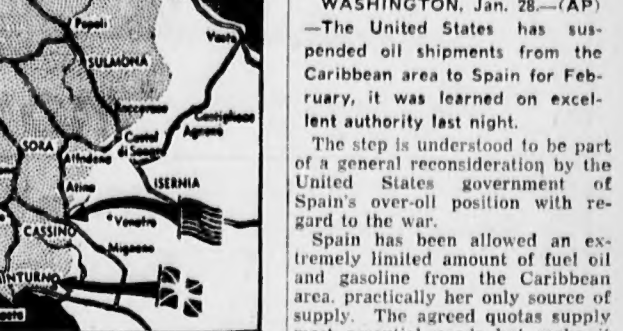 Popoli
Vasto
SULMONA
Roccaraso
Castiglione
Castel
di Sangro
Agnone
SORA
Alfedena
Atina
ISERNIA
Venafro
CASSINO
Mignano
INTURNO
aeta
WASHINGTON, Jan. 28.—(AP)
—The United States has sus-
pended oil shipments from the
Caribbean area to Spain for Feb-
ruary, it was learned on excel-
lent authority last night.
The step is understood to be part
of a general reconsideration by the
United States government of
Spain's over-all position with re-
gard to the war.
Spain has been allowed an ex-
tremely limited amount of fuel oil
and gasoline from the Caribbean
area, practically her only source of
supply. The agreed quotas supply